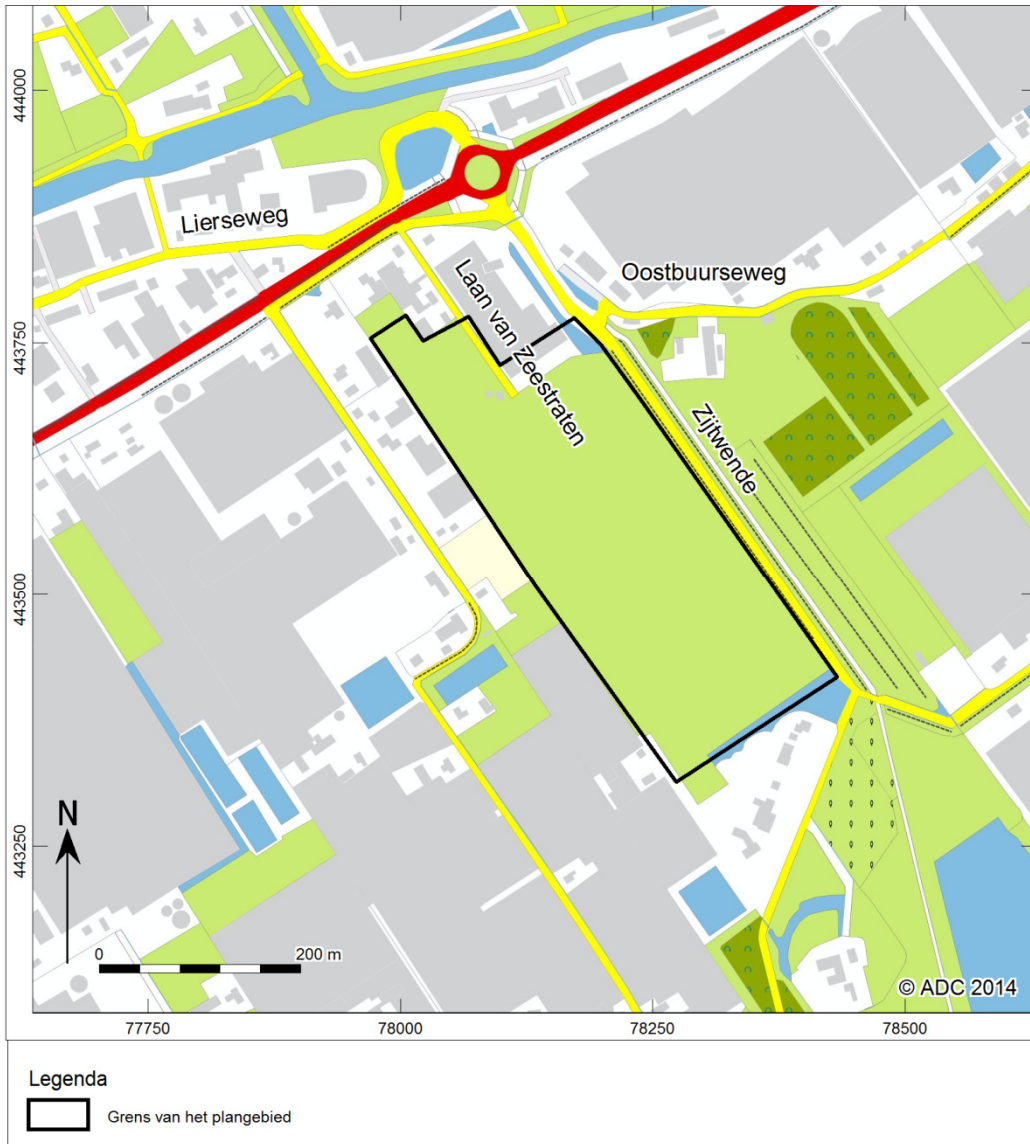 444000
Lierseweg
Oostbuurseweg
Laan van Zeestraten
443750
Zijtwende
443500
443250
N
0 200 m
© ADC 2014
77750 78000 78250 78500
Legenda
Grens van het plangebied